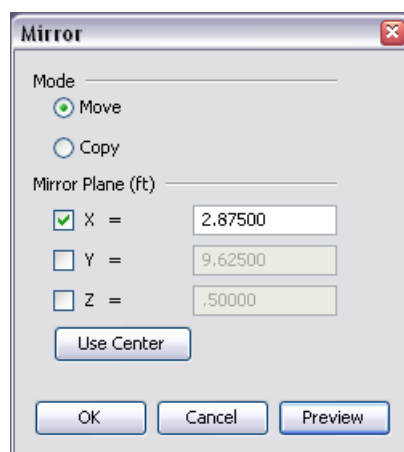 Mirror
Mode
Move
Copy
Mirror Plane (ft)
X = 2.87500
Y = 9.62500
Z = .50000
Use Center
OK Cancel Preview